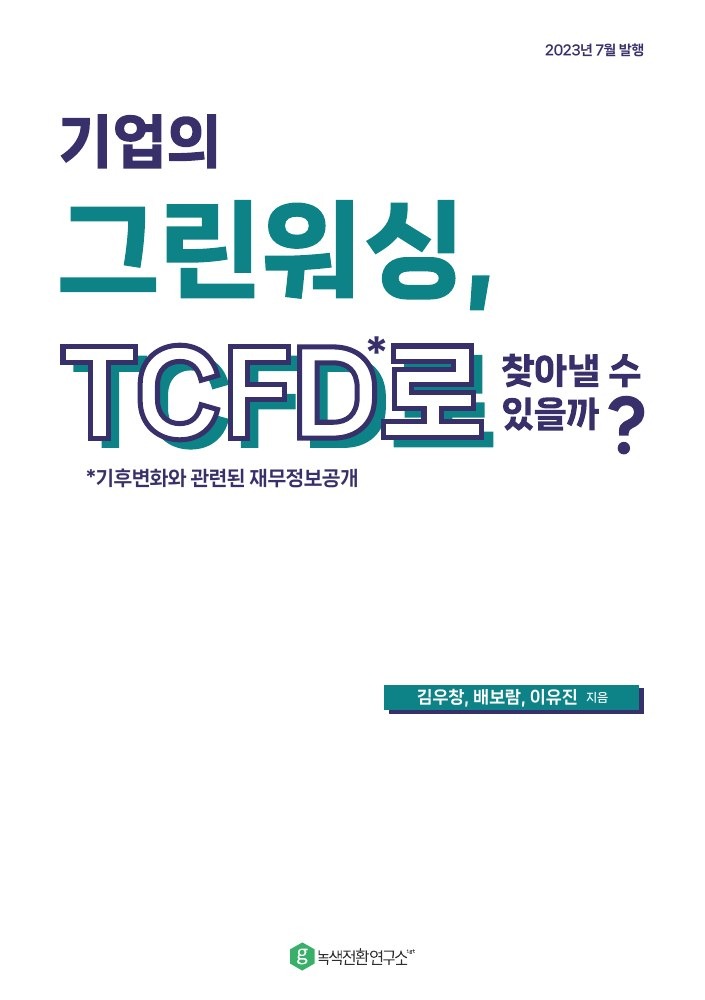 2023년 7월 발행
기업의
그린워싱,
TCFD*로 찾아낼 수
있을까?
*기후변화와 관련된 재무정보공개
김우창, 배보람, 이유진 지음
g 녹색전환연구소 igt